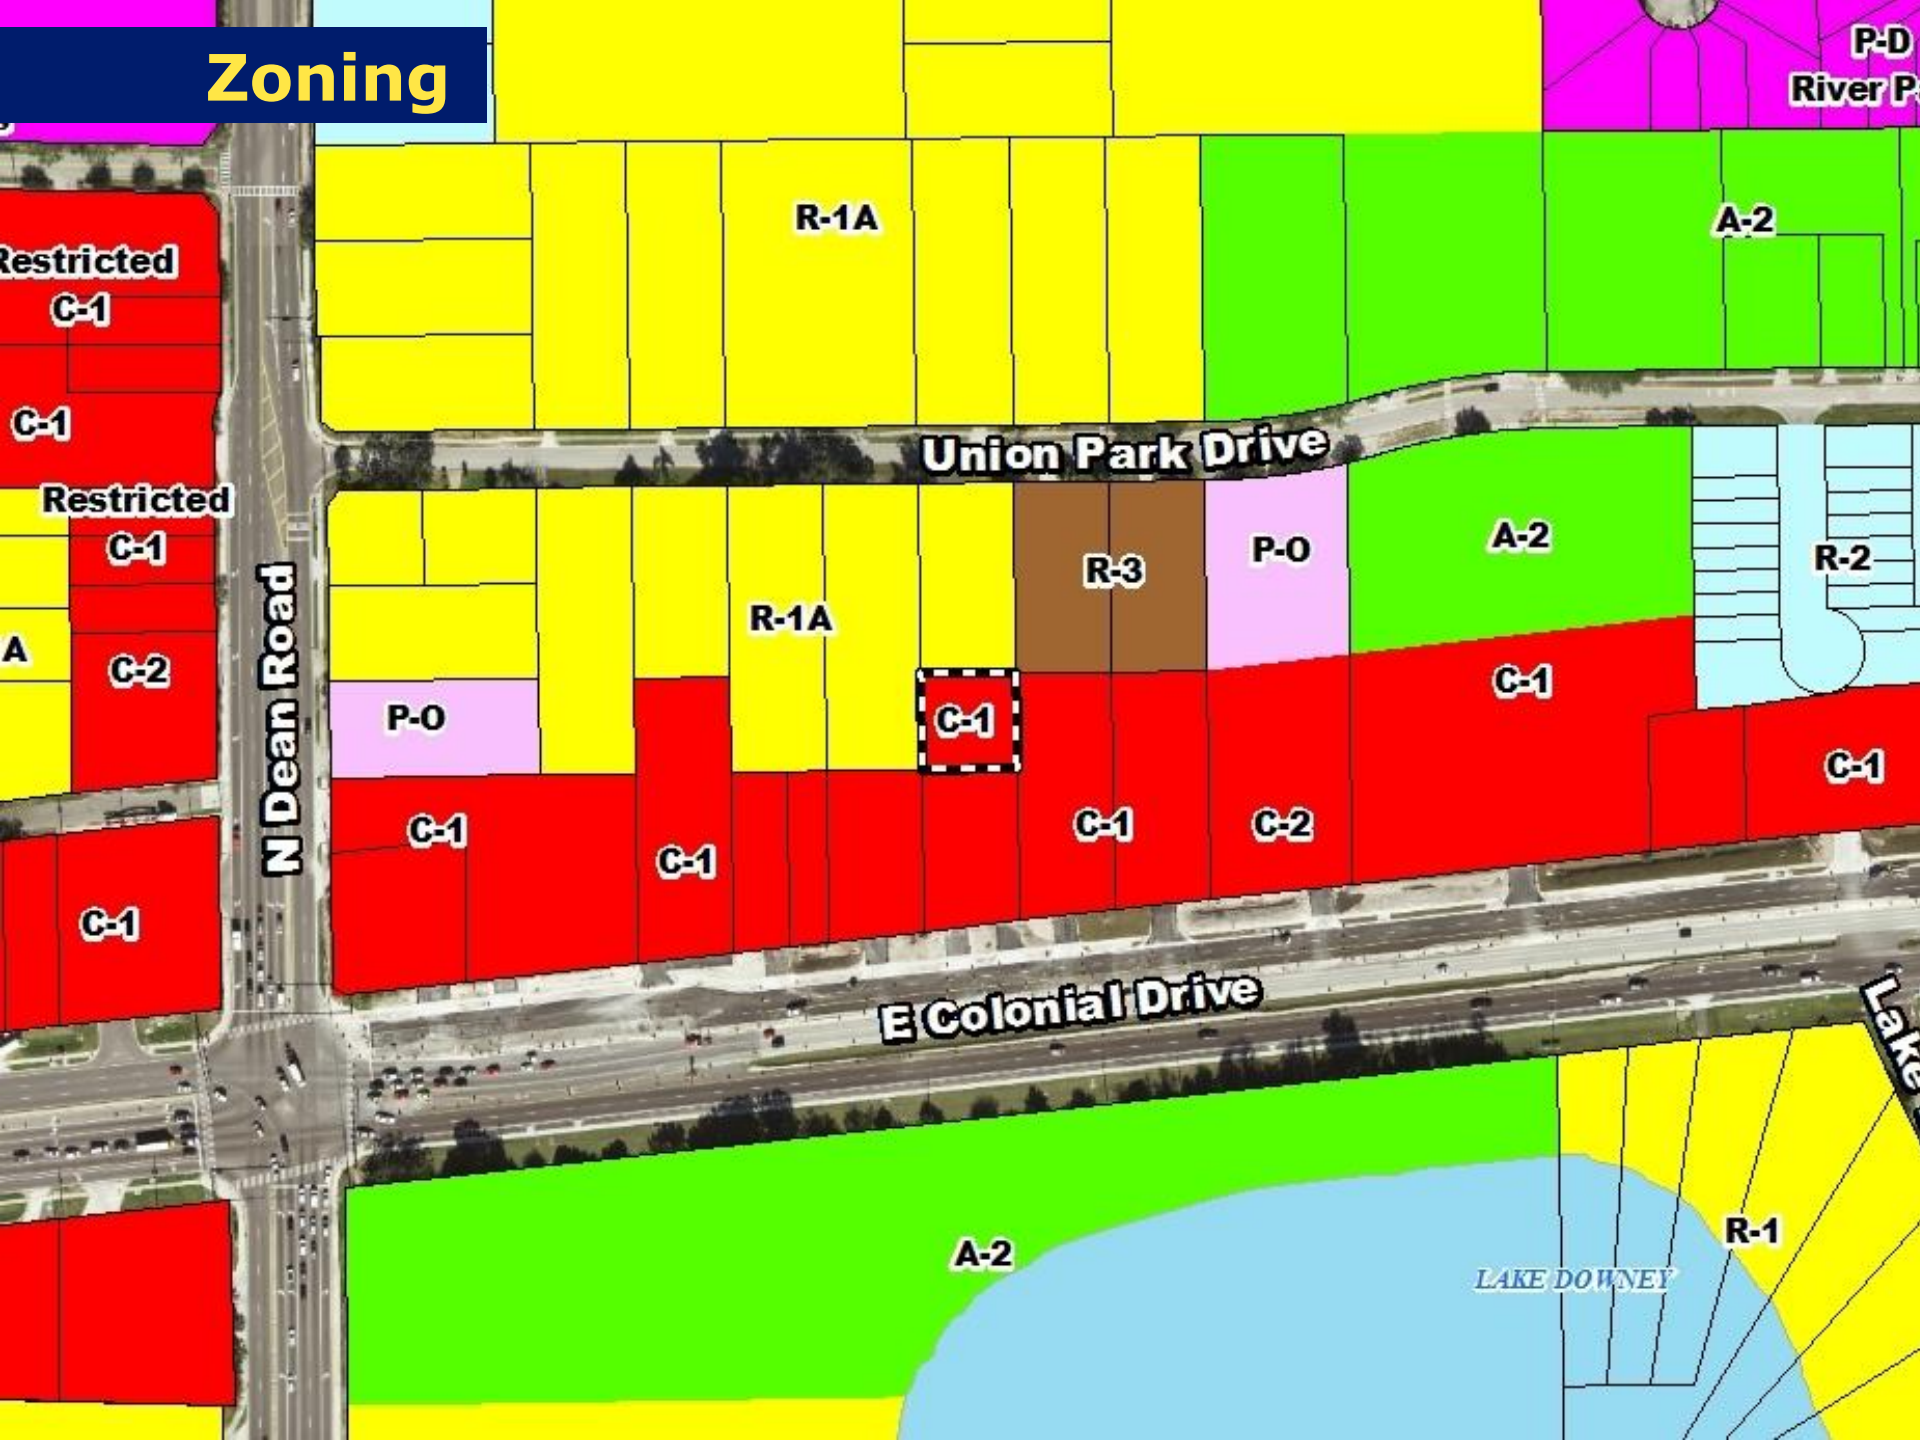 Zoning
P-D
River
R-1A
A-2
Restricted
C-1
C-1
Union Park Drive
Restricted
C-1
C-2
A
N Dean Road
R-1A
R-3
P-O
A-2
R-2
P-O
C-1
C-1
C-1
C-1
C-1
C-2
C-1
C-1
E Colonial Drive
Lake
A-2
R-1
LAKE DOWNEY